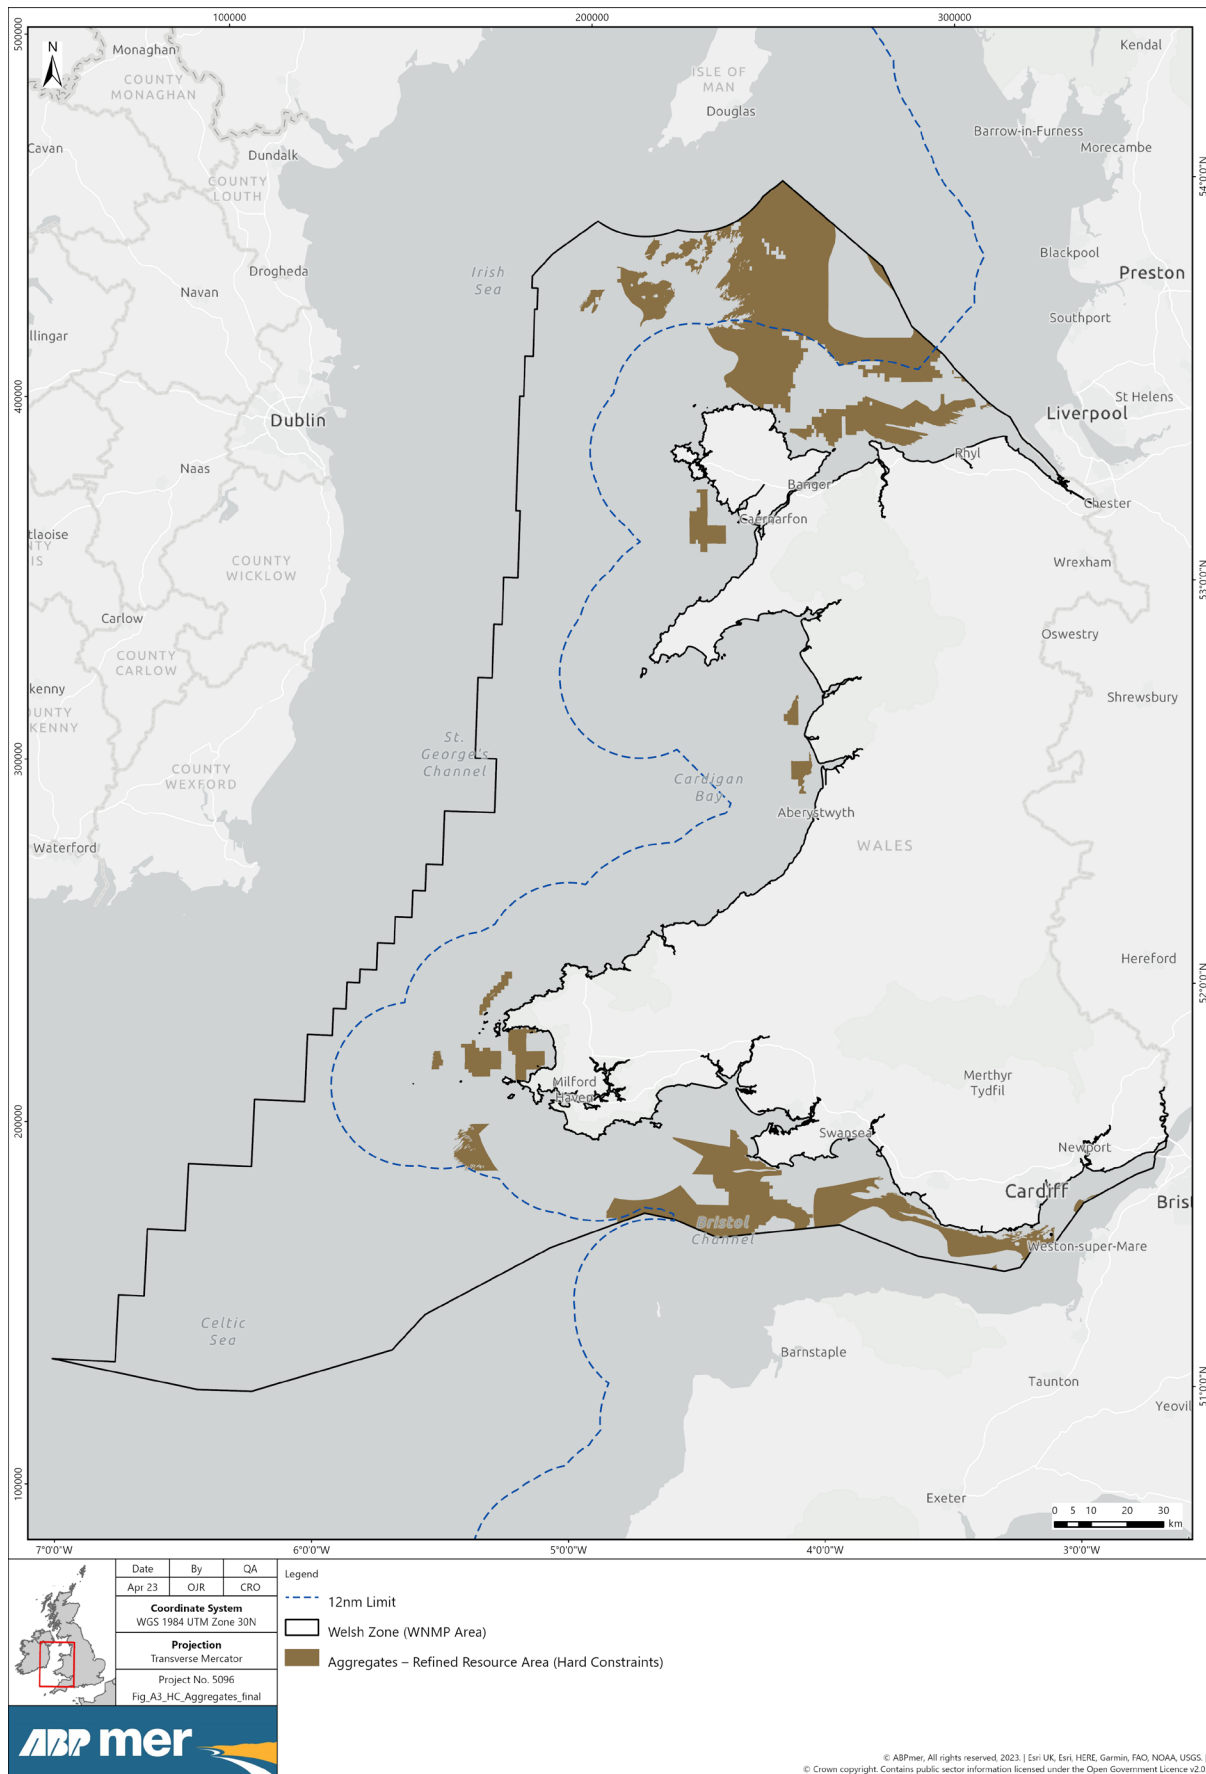 100000
200000
300000
500000
400000
300000
200000
100000
N
Monaghan
COUNTY
MONAGHAN
ISLE OF
MAN
Douglas
Kendal
Barrow-in-Furness
Morecambe
Cavan
Dundalk
COUNTY
LOUTH
54°0'0"N
Irish
Sea
Drogheda
Navan
Blackpool
Preston
Southport
llingar
Dublin
St Helens
Liverpool
Naas
Rhyl
Bangor
Chester
Caernarfon
tlaoise
NTY
IS
COUNTY
WICKLOW
Wrexham
53°0'0"N
Carlow
COUNTY
CARLOW
Oswestry
kenny
OUNTY
KENNY
Shrewsbury
St.
George's
Channel
COUNTY
WEXFORD
Cardigan
Bay
Aberystwyth
WALES
Waterford
Hereford
52°0'0"N
Milford
Haven
Merthyr
Tydfil
Swansea
Newport
Cardiff
Brist
Bristol
Channel
Weston-super-Mare
Celtic
Sea
Barnstaple
Taunton
51°0'0"N
Yeovil
Exeter
0 5 10 20 30
km
7°0'0"W
6°0'0"W
5°0'0"W
4°0'0"W
3°0'0"W
Date By QA
Apr 23 OJR CRO
Coordinate System
WGS 1984 UTM Zone 30N
Projection
Transverse Mercator
Project No. 5096
Fig_A3_HC_Aggregates_final
ABP mer
Legend
12nm Limit
Welsh Zone (WNMP Area)
Aggregates – Refined Resource Area (Hard Constraints)
© ABPmer, All rights reserved, 2023. | Esri UK, Esri, HERE, Garmin, FAO, NOAA, USGS. |
© Crown copyright. Contains public sector information licensed under the Open Government Licence v2.0.